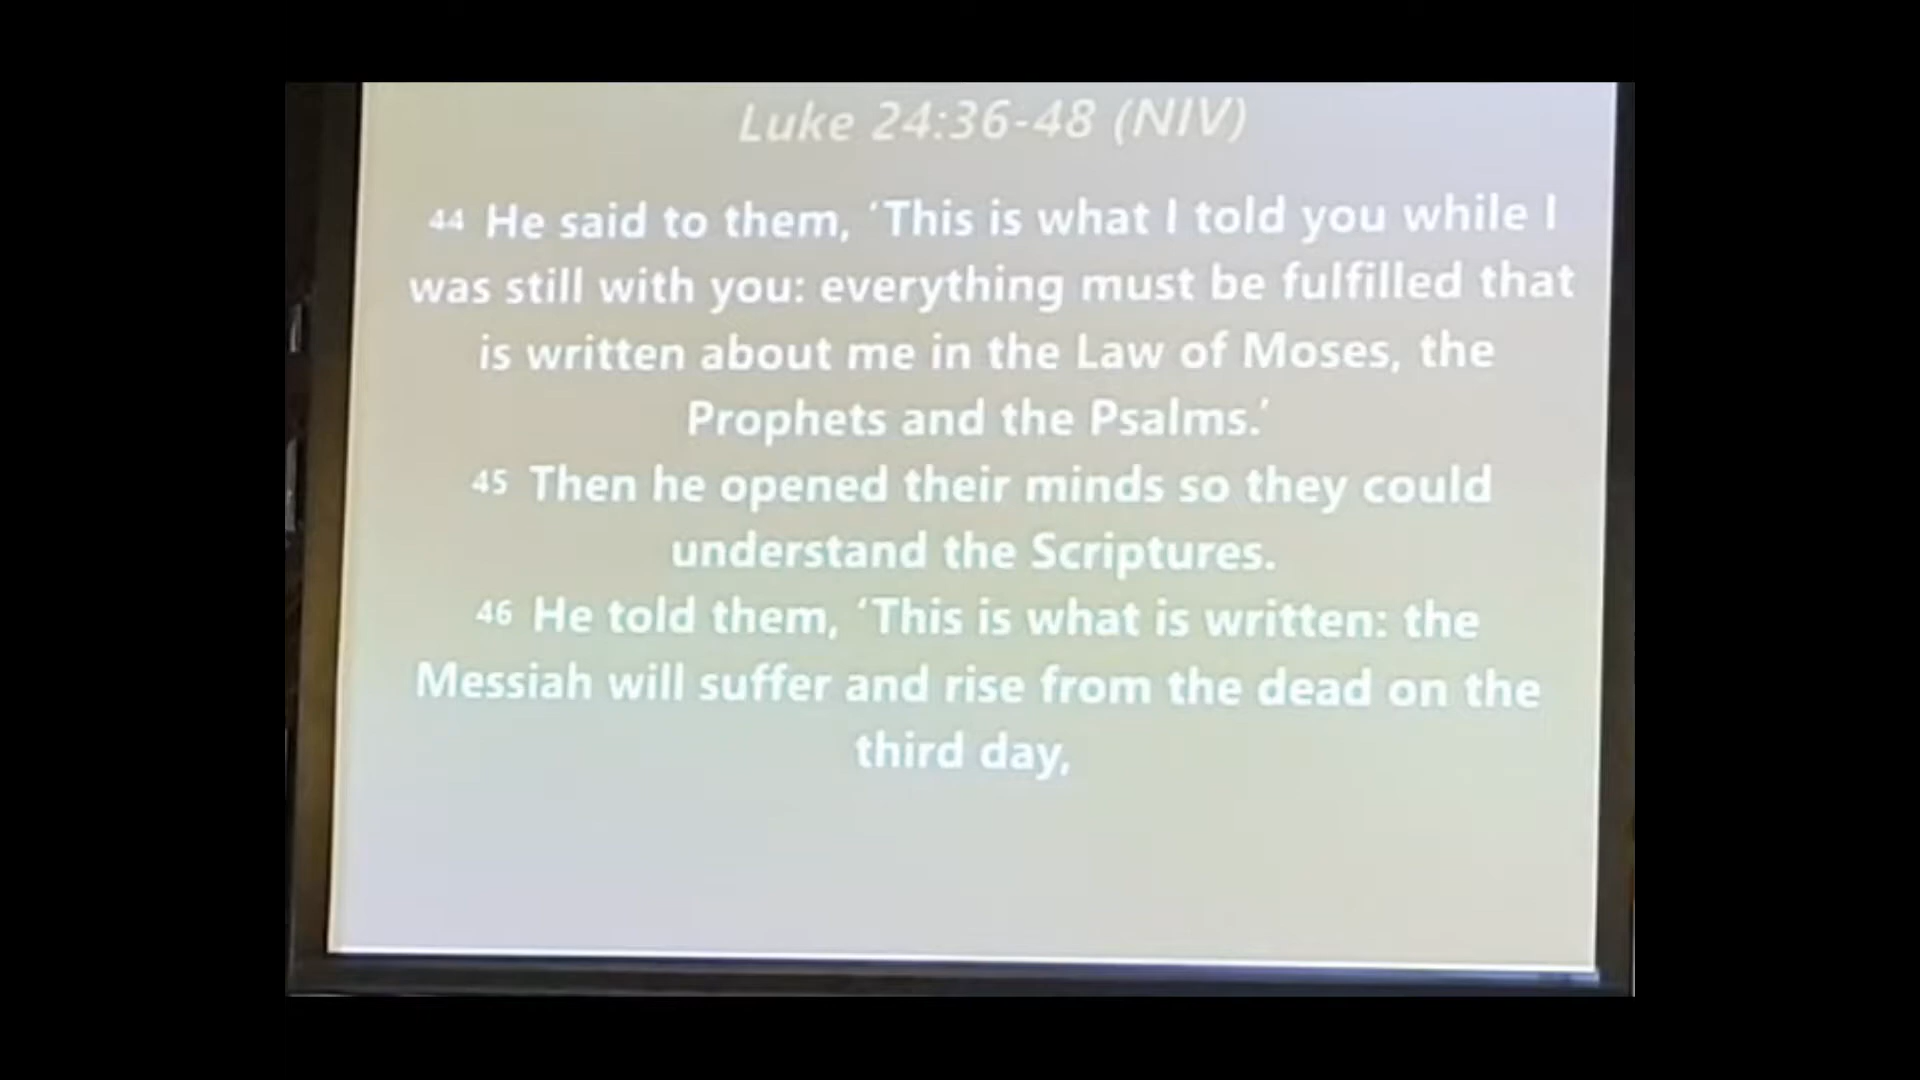 Luke 24:36-48 (NIV)
44 He said to them, ‘This is what I told you while I
was still with you: everything must be fulfilled that
is written about me in the Law of Moses, the
Prophets and the Psalms.’
45 Then he opened their minds so they could
understand the Scriptures.
46 He told them, ‘This is what is written: the
Messiah will suffer and rise from the dead on the
third day,